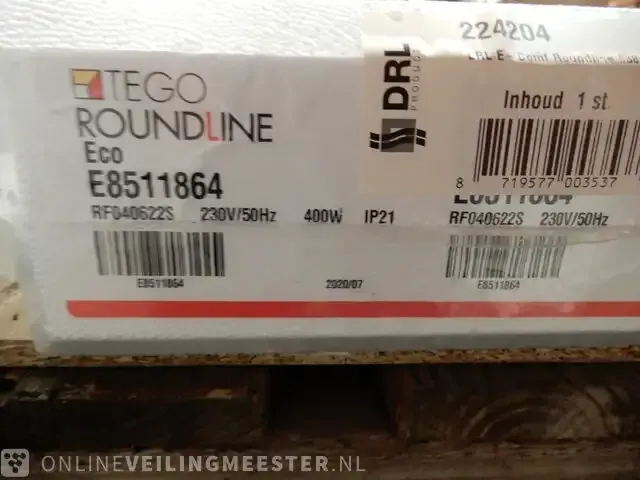 TEGO
ROUNDLINE
Eco
E8511864
RF040622S 230V/50Hz 400W IP21
E8511864
2020/07
224204
DRL
PRODUCTS
Inhoud 1 st.
8 719577 003537
RF040622S 230V/50Hz
E8511864
ONLINEVEILINGMEESTER.NL